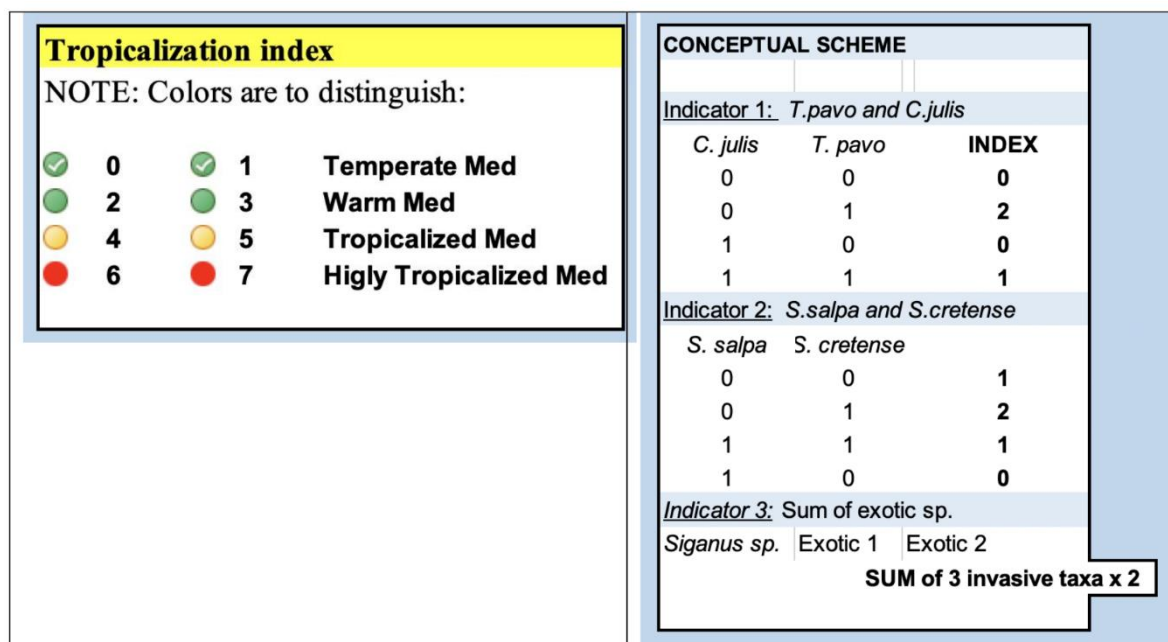 Tropicalization index
NOTE: Colors are to distinguish:
0 1 Temperate Med
2 3 Warm Med
4 5 Tropicalized Med
6 7 Higly Tropicalized Med
CONCEPTUAL SCHEME
Indicator 1: T.pavo and C.julis
C. julis T. pavo INDEX
0 0 0
0 1 2
1 0 0
1 1 1
Indicator 2: S.salpa and S.cretense
S. salpa S. cretense
0 0 1
0 1 2
1 1 1
1 0 0
Indicator 3: Sum of exotic sp.
Siganus sp. Exotic 1 Exotic 2
SUM of 3 invasive taxa x 2